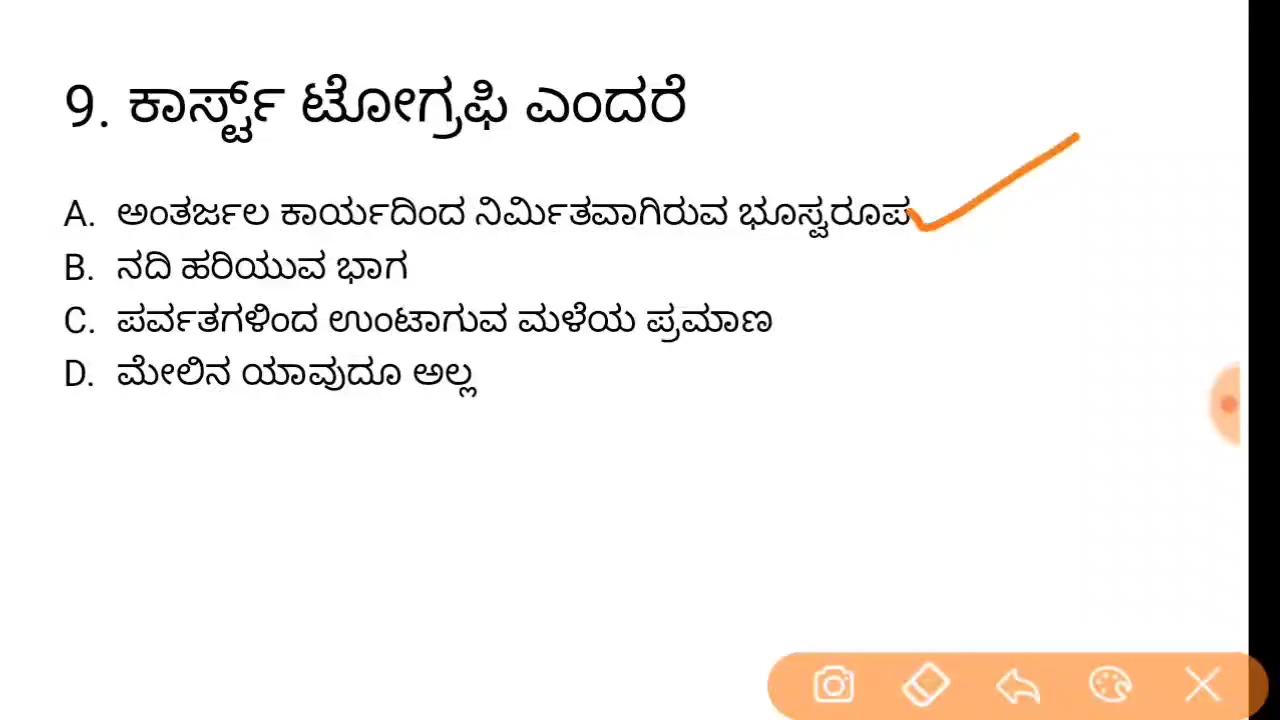 9. ಕಾರ್ಸ್ಟ್ ಟೋಗ್ರಫಿ ಎಂದರೆ
A. ಅಂತರ್ಜಲ ಕಾರ್ಯದಿಂದ ನಿರ್ಮಿತವಾಗಿರುವ ಭೂಸ್ವರೂಪ
B. ನದಿ ಹರಿಯುವ ಭಾಗ
C. ಪರ್ವತಗಳಿಂದ ಉಂಟಾಗುವ ಮಳೆಯ ಪ್ರಮಾಣ
D. ಮೇಲಿನ ಯಾವುದೂ ಅಲ್ಲ